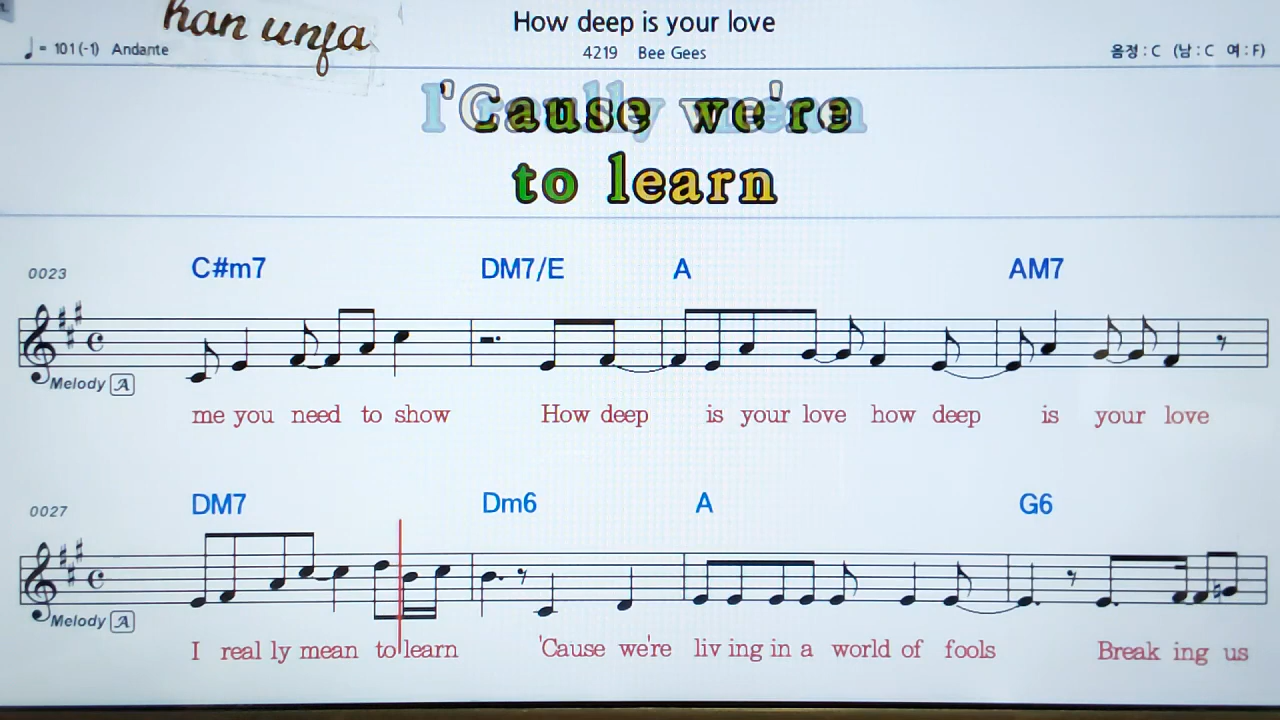 han unfa
How deep is your love
♩ = 101 (-1) Andante
4219 Bee Gees
음정 : C (남 : C 여 : F)
'Cause we're
to learn
0023
C#m7 DM7/E A AM7
Melody A
me you need to show How deep is your love how deep is your love
0027
DM7 Dm6 A G6
Melody A
I real ly mean to learn 'Cause we're liv ing in a world of fools Break ing us